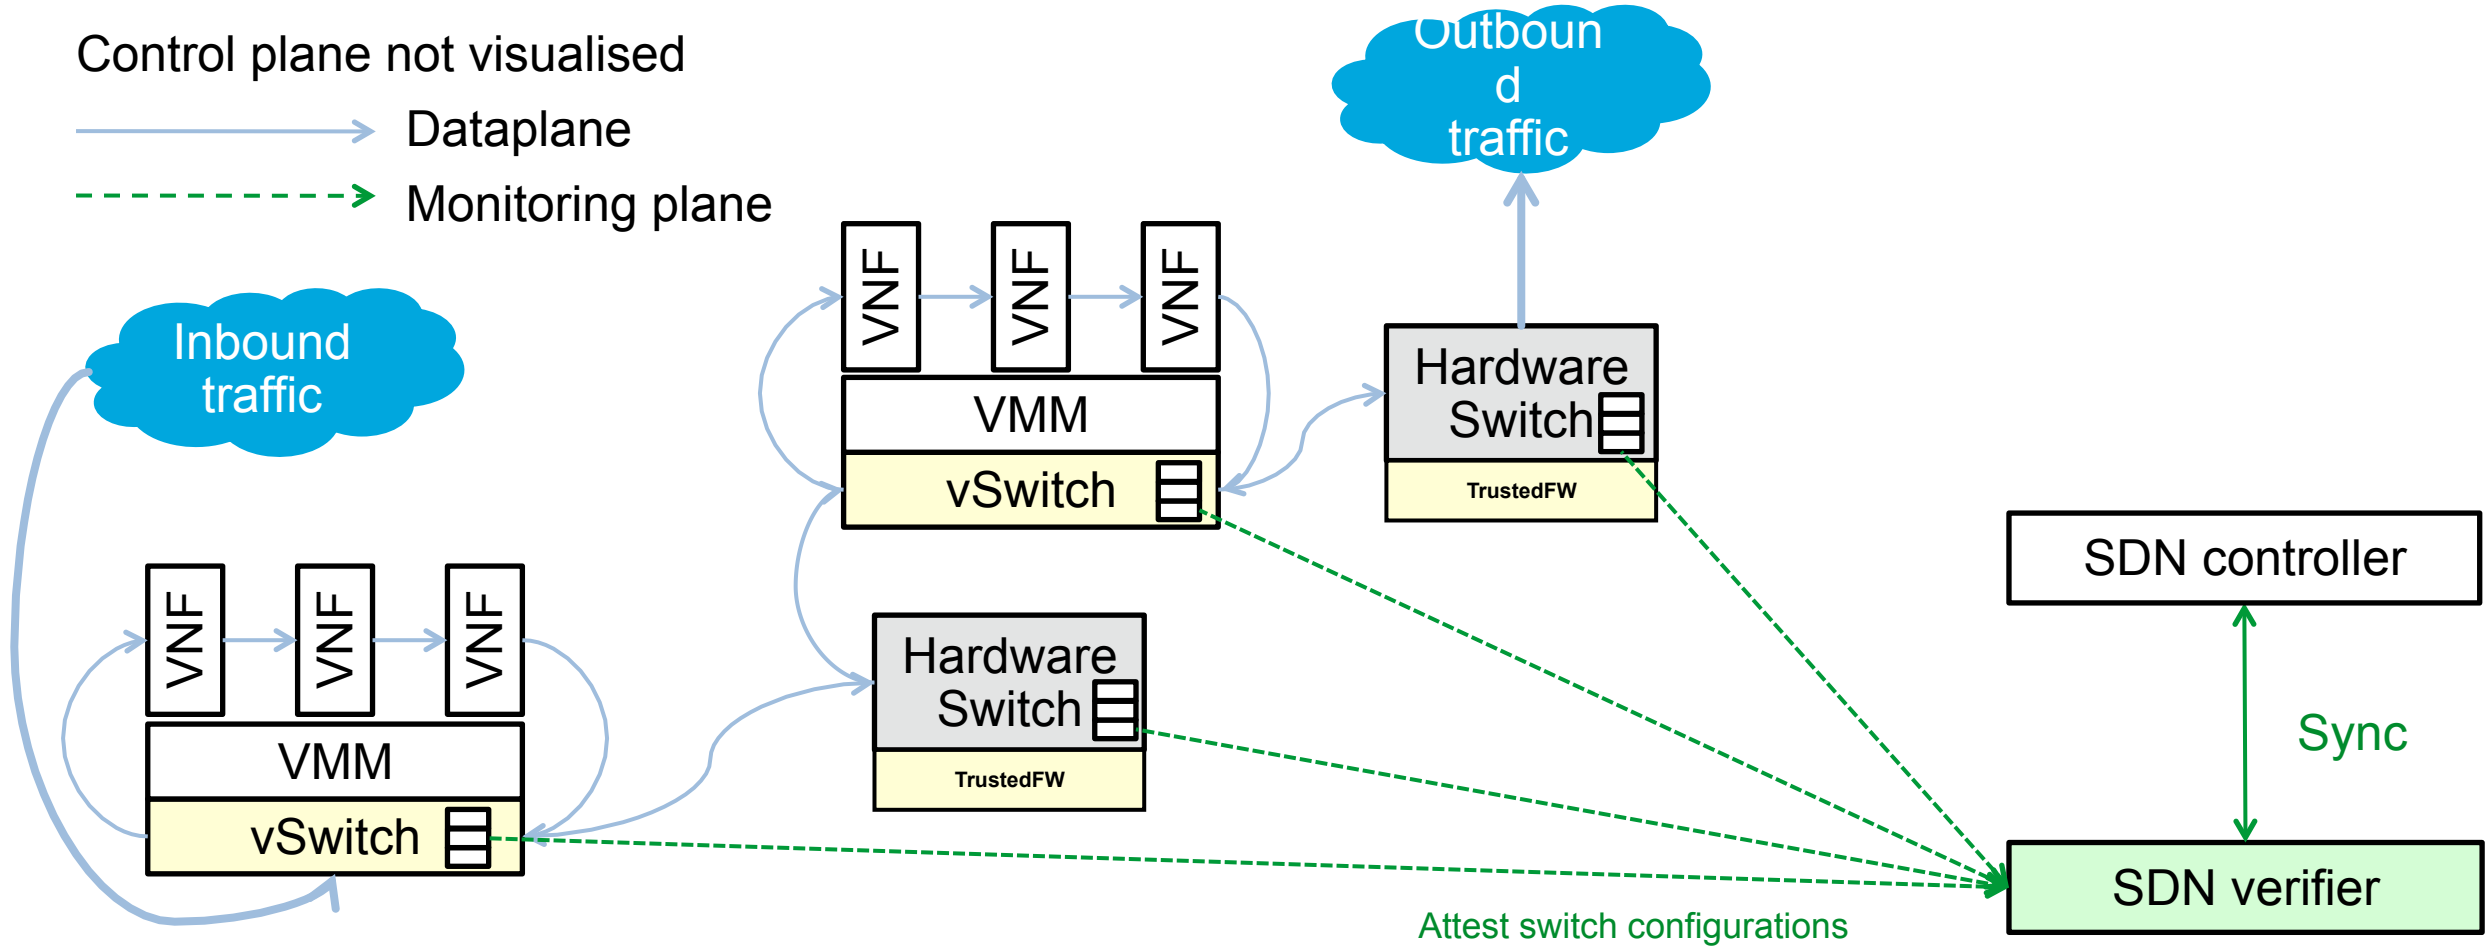 Control plane not visualised
Dataplane
Monitoring plane
Outboun
d
traffic
Inbound
traffic
VNF
VNF
VNF
VMM
vSwitch
Hardware
Switch
TrustedFW
VNF
VNF
VNF
VMM
vSwitch
Hardware
Switch
TrustedFW
SDN controller
Sync
SDN verifier
Attest switch configurations